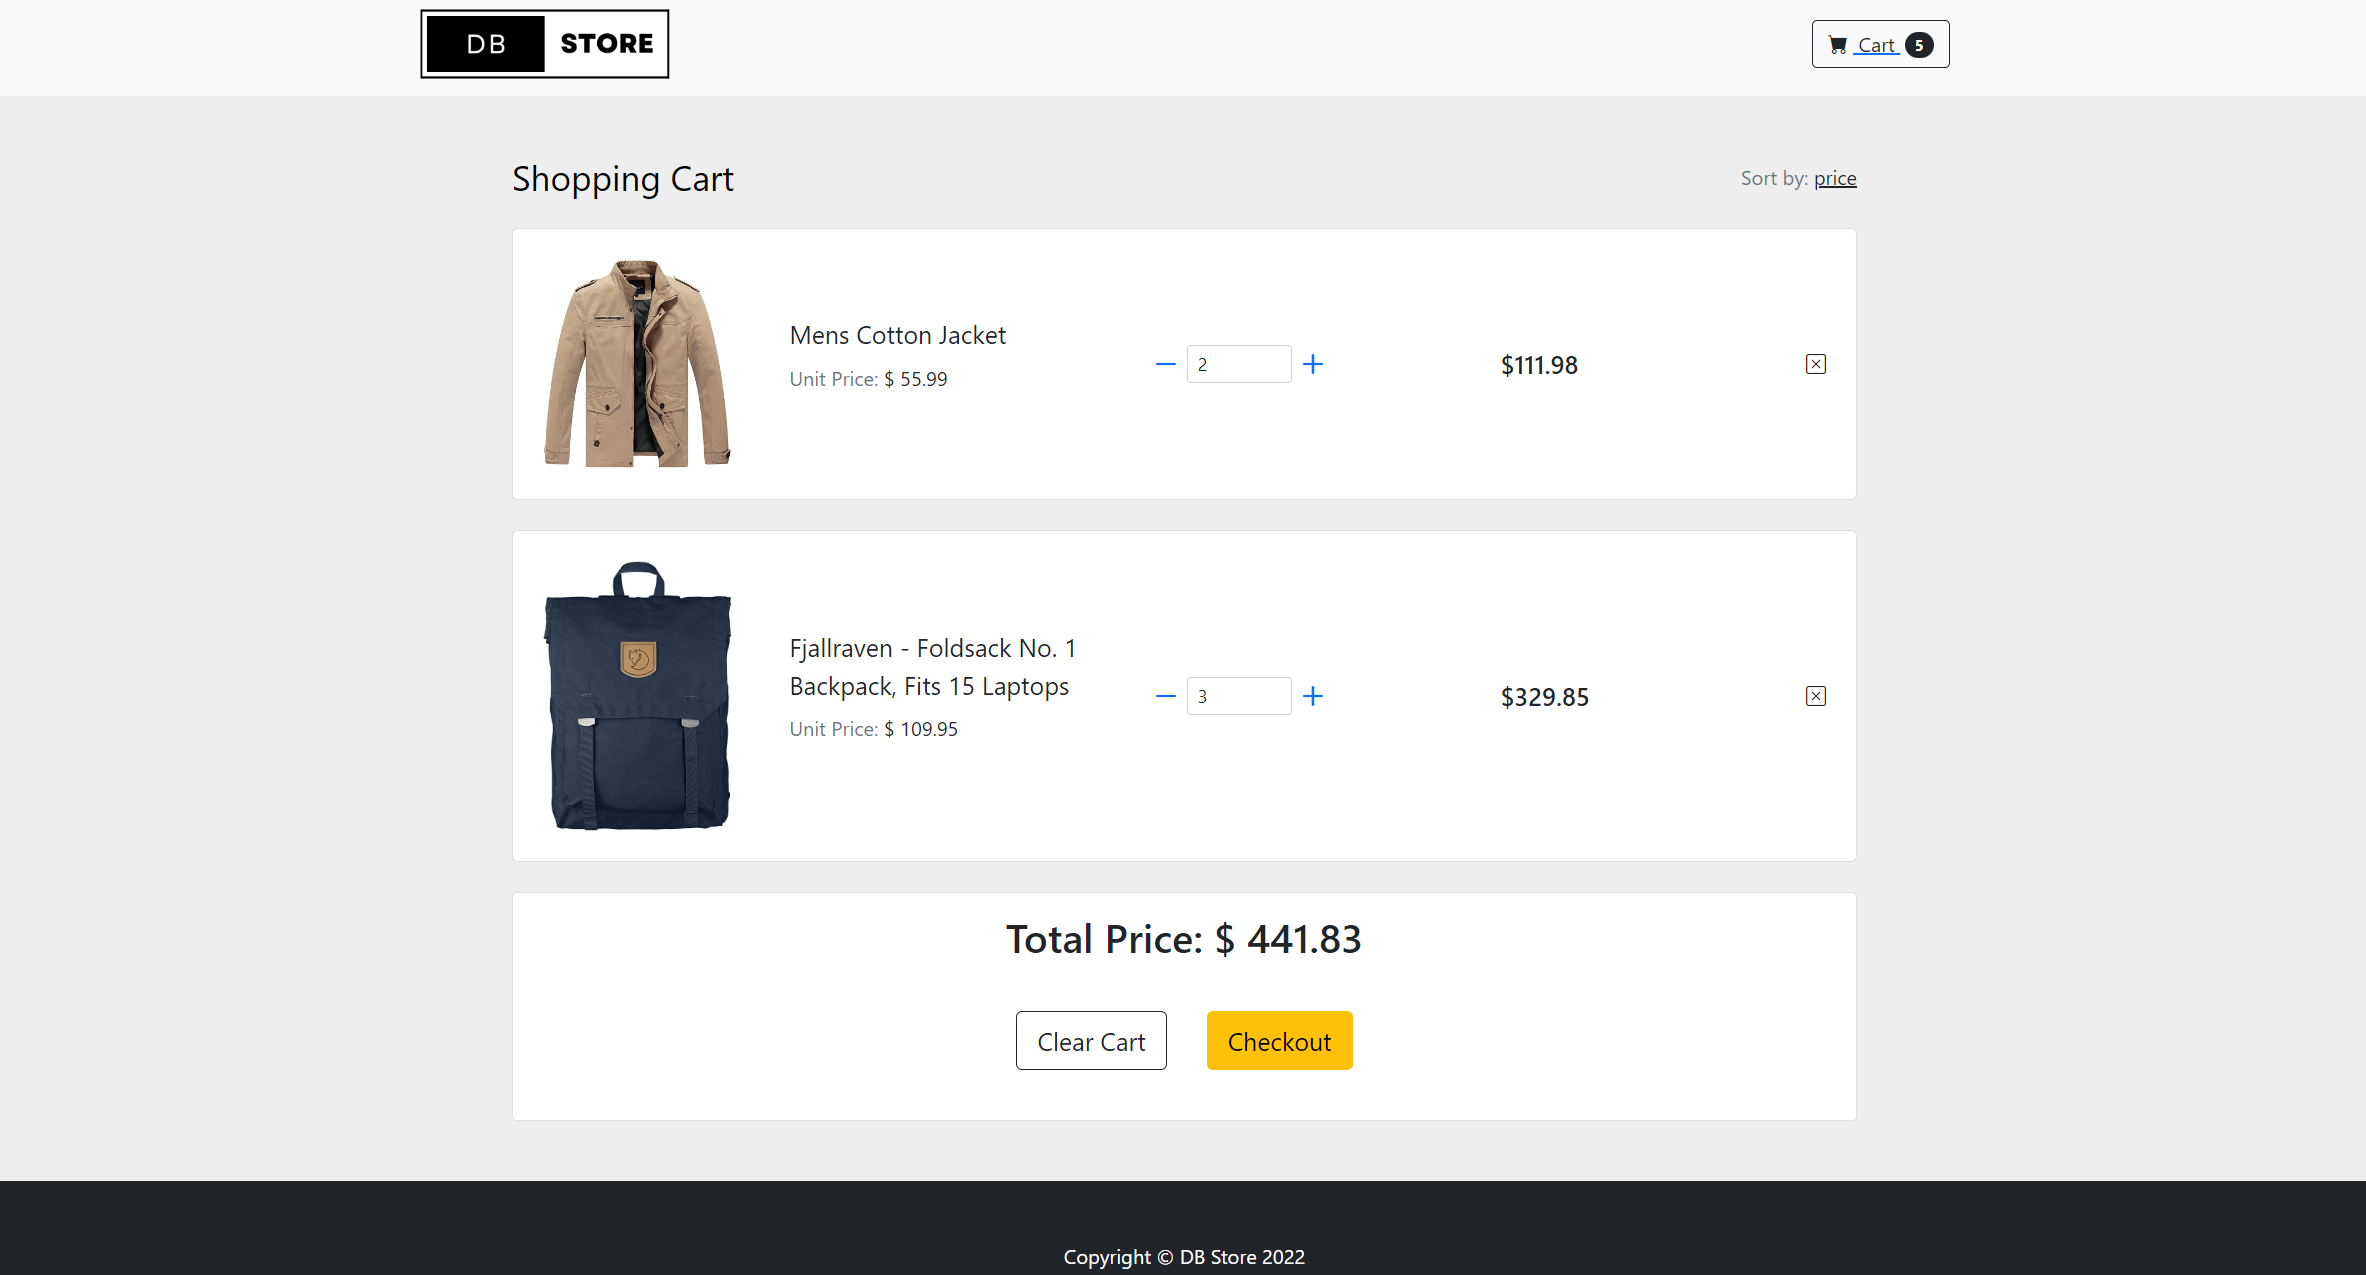 DB STORE
Cart 5
Shopping Cart
Sort by: price
Mens Cotton Jacket
Unit Price: $ 55.99
2
$111.98
Fjallraven - Foldsack No. 1
Backpack, Fits 15 Laptops
Unit Price: $ 109.95
3
$329.85
Total Price: $ 441.83
Clear Cart
Checkout
Copyright © DB Store 2022